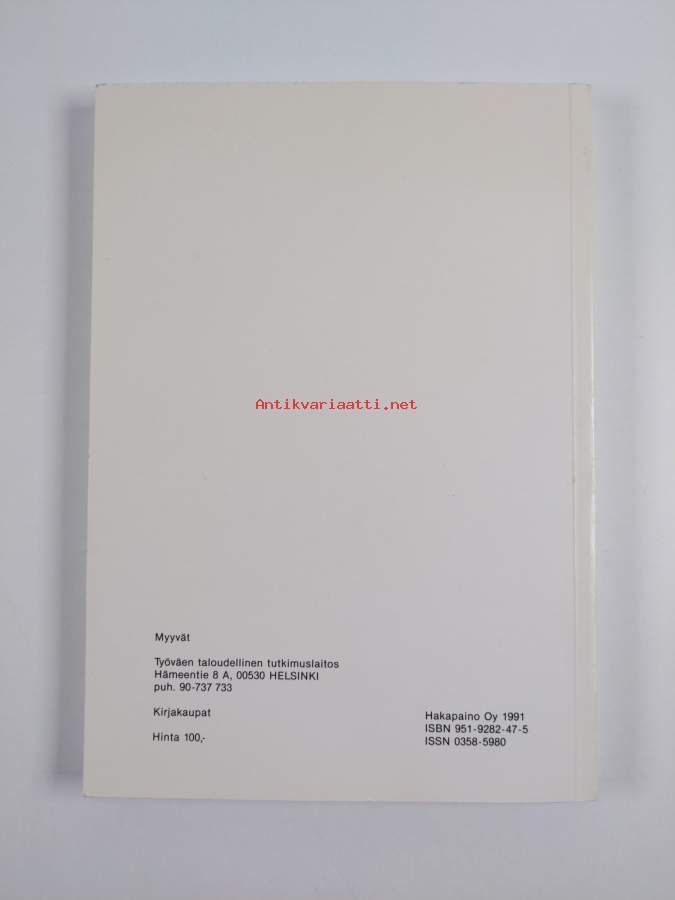 Antikvariaatti.net
Myyvät
Työväen taloudellinen tutkimuslaitos
Hämeentie 8 A, 00530 HELSINKI
puh. 90-737 733
Kirjakaupat
Hinta 100,-
Hakapaino Oy 1991
ISBN 951-9282-47-5
ISSN 0358-5980